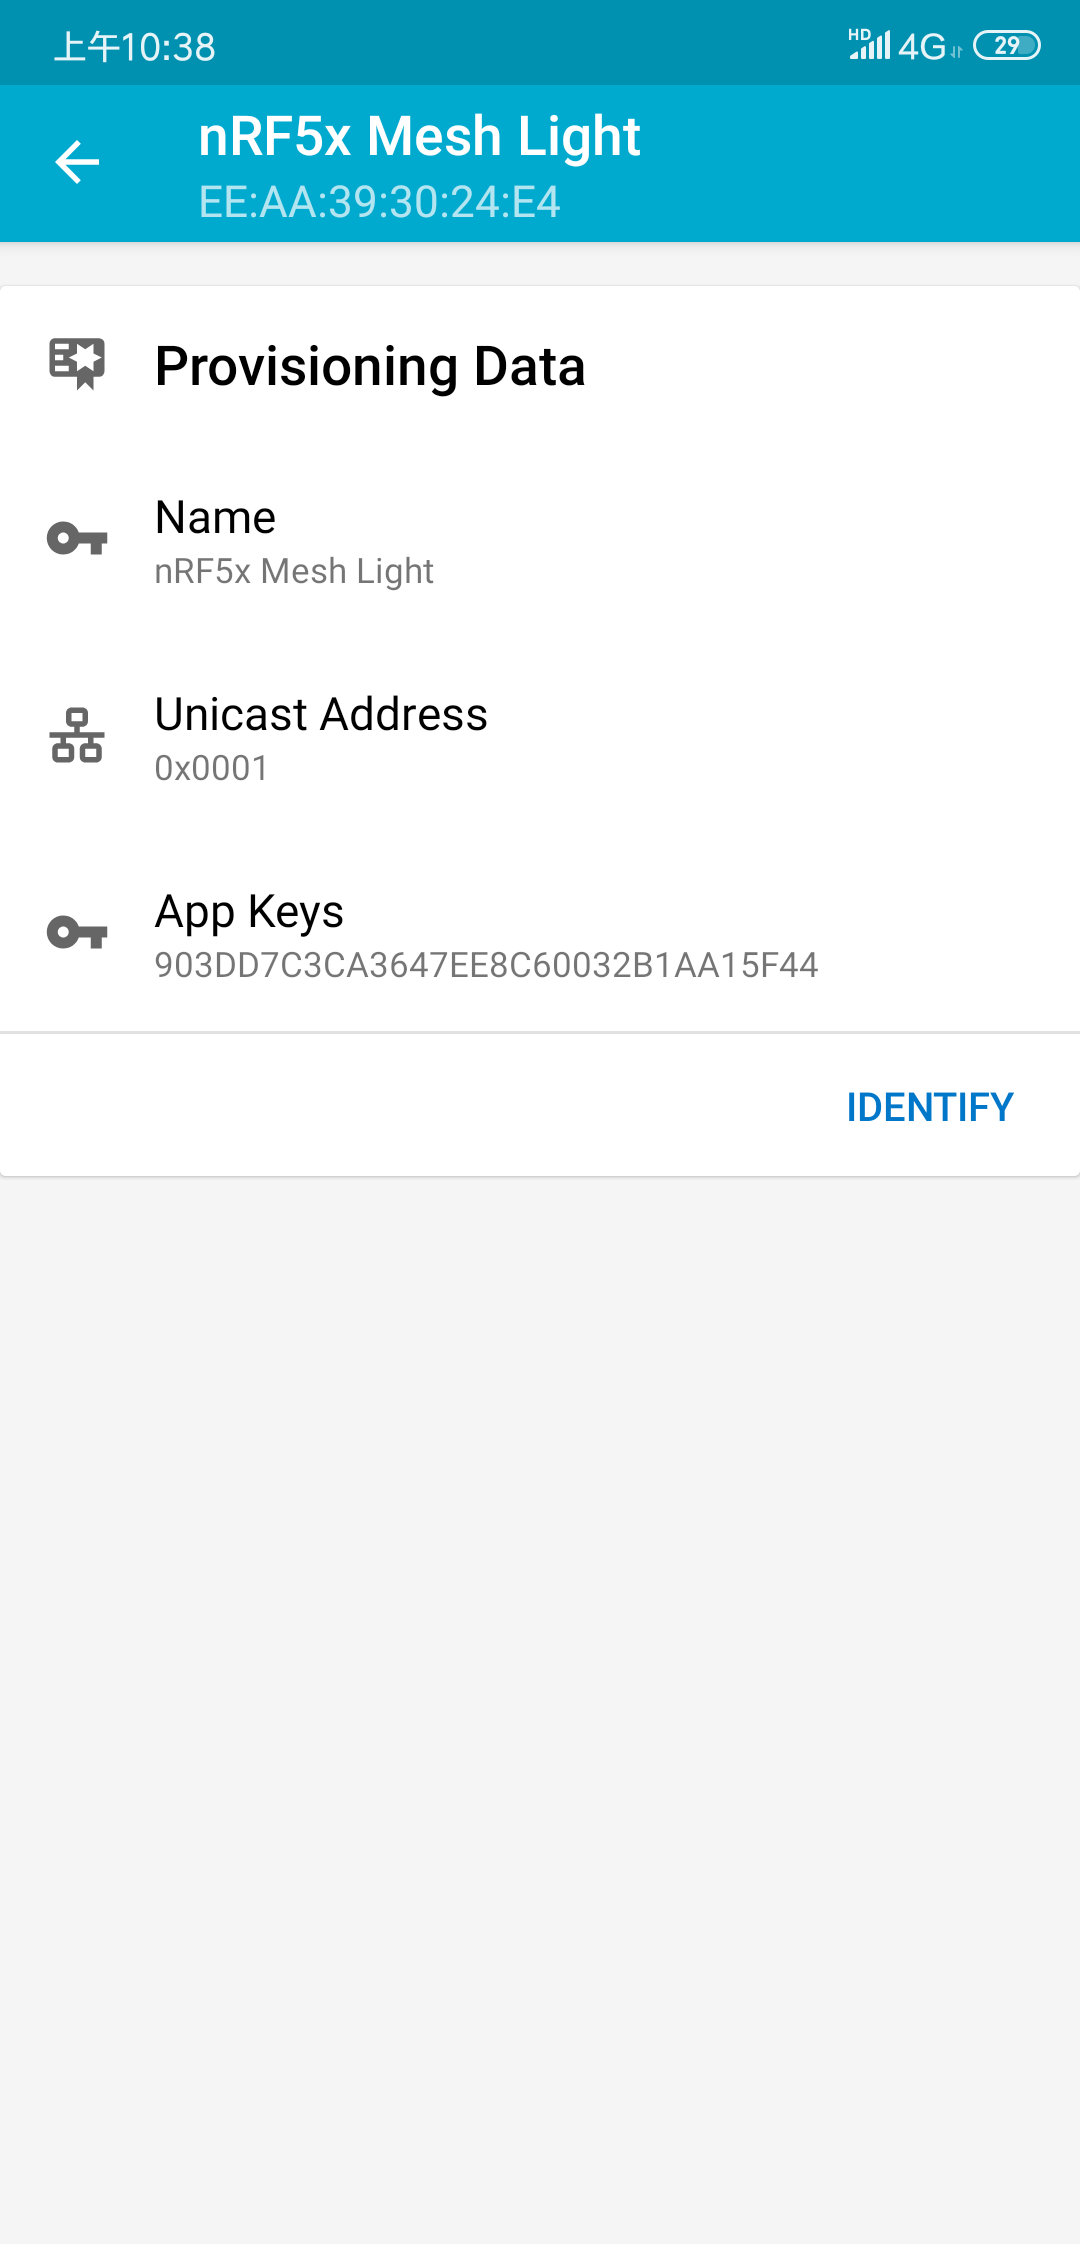 上午10:38
HD 4G 29
nRF5x Mesh Light
EE:AA:39:30:24:E4
Provisioning Data
Name
nRF5x Mesh Light
Unicast Address
0x0001
App Keys
903DD7C3CA3647EE8C60032B1AA15F44
IDENTIFY